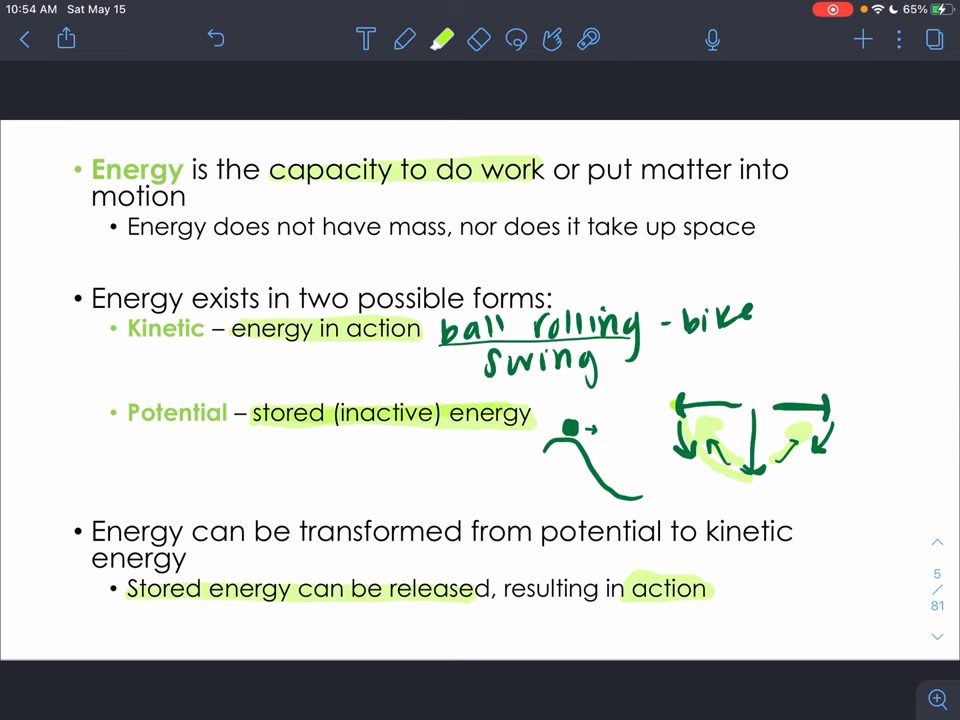 10:54 AM Sat May 15
65%
• Energy is the capacity to do work or put matter into
motion
• Energy does not have mass, nor does it take up space
• Energy exists in two possible forms:
• Kinetic – energy in action
ball rolling - bike
swing
• Potential – stored (inactive) energy
• Energy can be transformed from potential to kinetic
energy
• Stored energy can be released, resulting in action
5
/
81